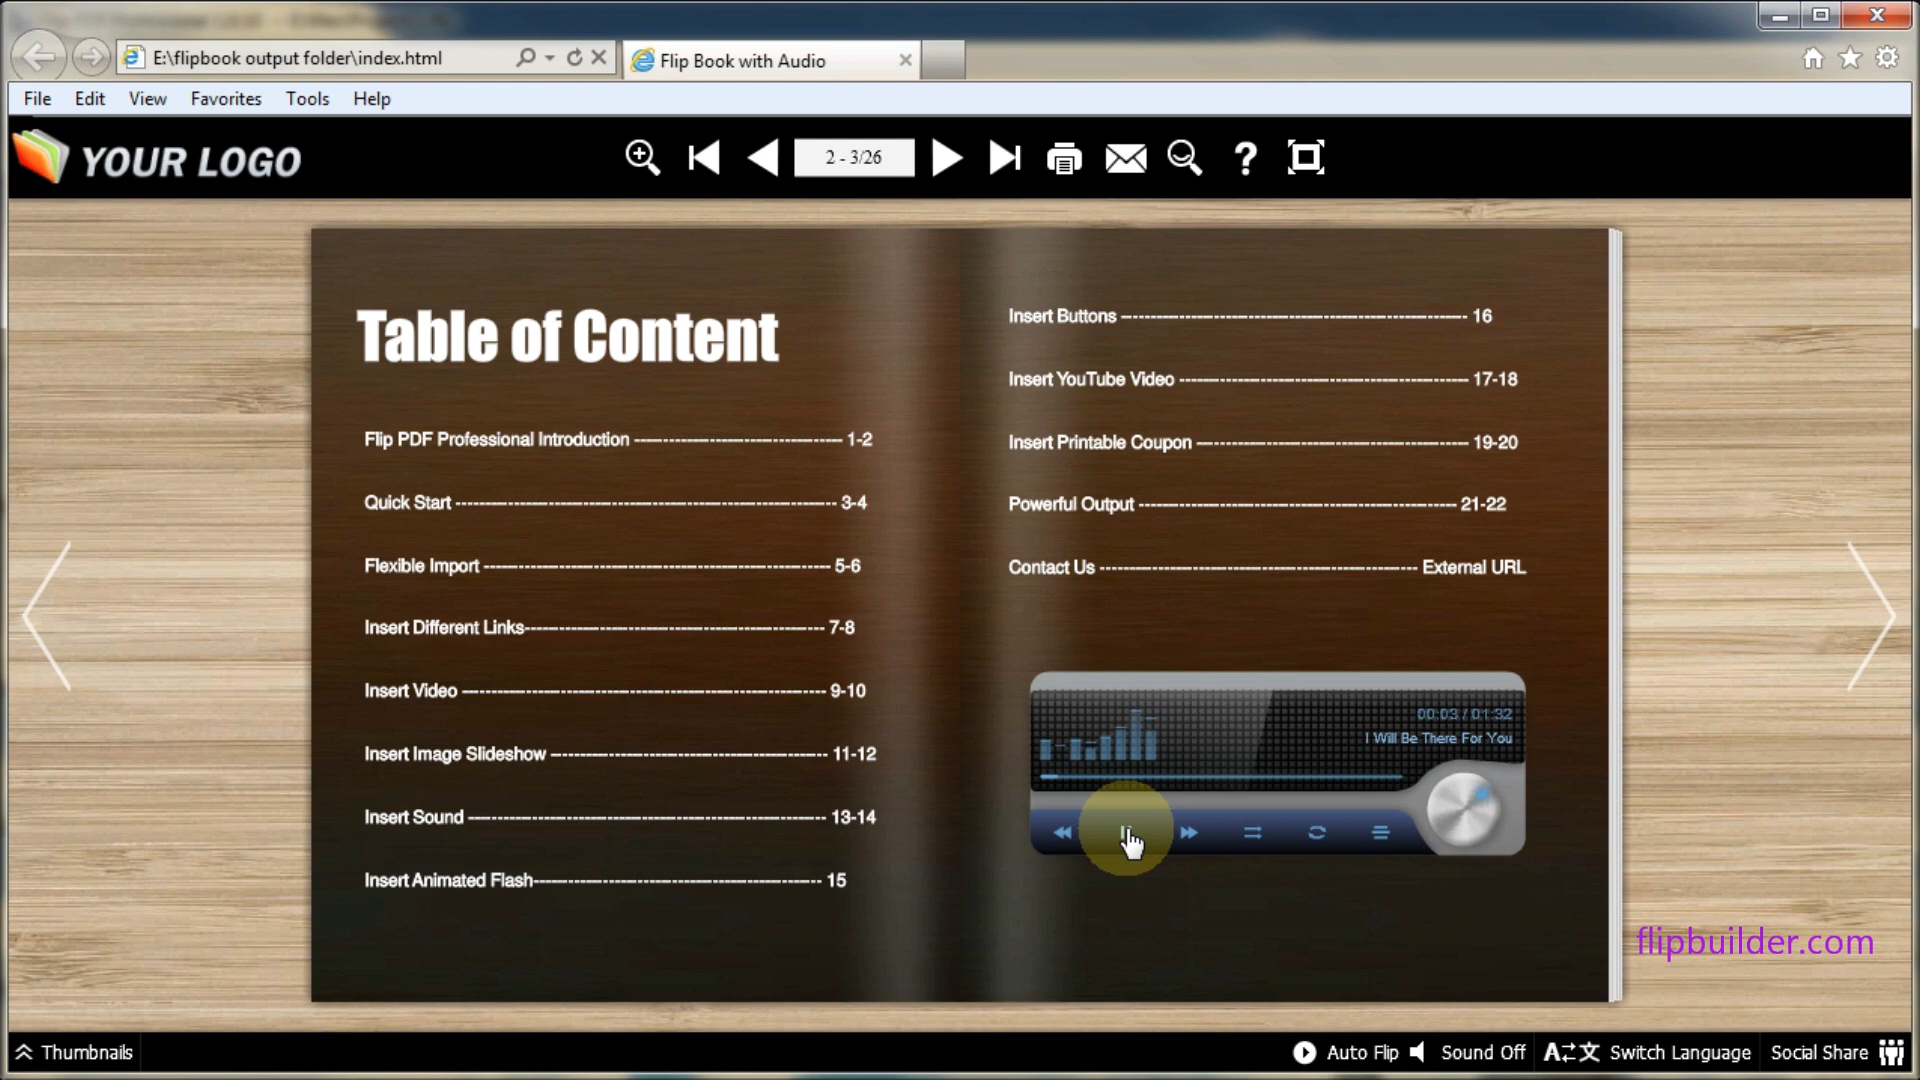 E:\flipbook output folder\index.html
Flip Book with Audio
File Edit View Favorites Tools Help
YOUR LOGO
2 - 3/26
Table of Content
Flip PDF Professional Introduction ------------------------------------ 1-2
Quick Start ------------------------------------------------------------------ 3-4
Flexible Import ------------------------------------------------------------ 5-6
Insert Different Links---------------------------------------------------- 7-8
Insert Video --------------------------------------------------------------- 9-10
Insert Image Slideshow ------------------------------------------------ 11-12
Insert Sound -------------------------------------------------------------- 13-14
Insert Animated Flash-------------------------------------------------- 15
Insert Buttons ------------------------------------------------------------ 16
Insert YouTube Video -------------------------------------------------- 17-18
Insert Printable Coupon ----------------------------------------------- 19-20
Powerful Output ------------------------------------------------------- 21-22
Contact Us ------------------------------------------------------- External URL
00:03 / 01:32
I Will Be There For You
flipbuilder.com
Thumbnails
Auto Flip
Sound Off
Switch Language
Social Share